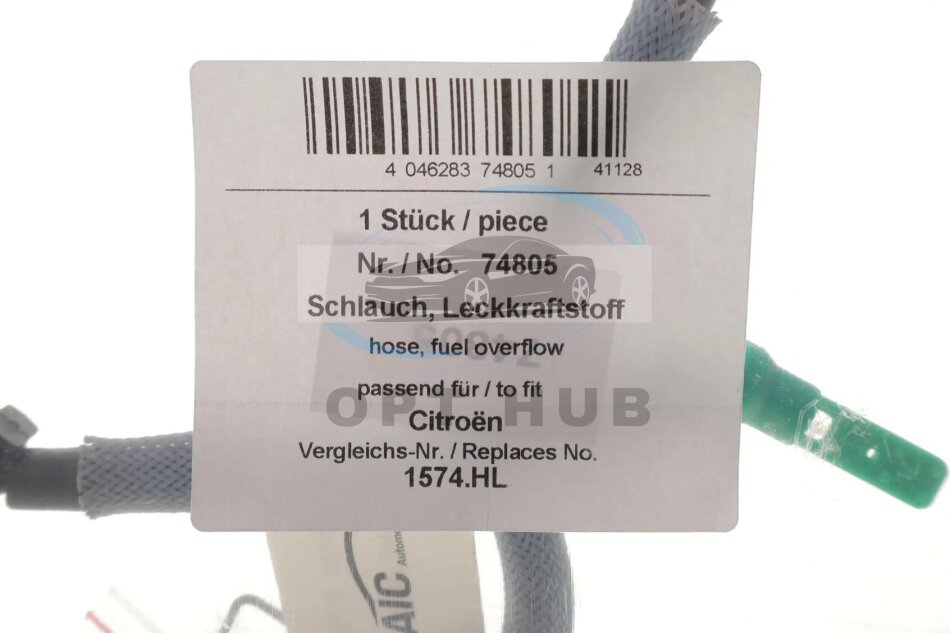 4 046283 74805 1 41128
1 Stück / piece
Nr. / No. 74805
Schlauch, Leckkraftstoff
hose, fuel overflow
passend für / to fit
OPT HUB
Citroën
Vergleichs-Nr. / Replaces No.
1574.HL
AIC